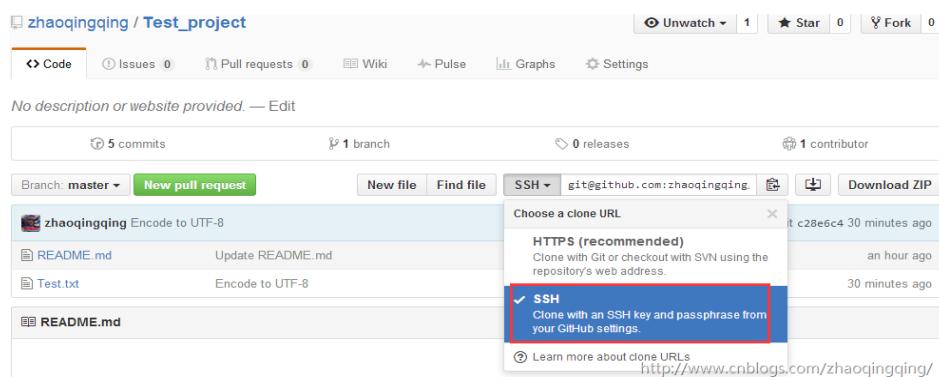 zhaoqingqing / Test_project Unwatch 1 Star 0 Fork 0
Code Issues 0 Pull requests 0 Wiki Pulse Graphs Settings
No description or website provided. — Edit
5 commits 1 branch 0 releases 1 contributor
Branch: master New pull request New file Find file SSH git@github.com:zhaoqingqing. Download ZIP
zhaoqingqing Encode to UTF-8 c28e6c4 30 minutes ago
README.md Update README.md an hour ago
Test.txt Encode to UTF-8 30 minutes ago
README.md
Choose a clone URL
HTTPS (recommended)
Clone with Git or checkout with SVN using the
repository's web address.
SSH
Clone with an SSH key and passphrase from
your GitHub settings.
Learn more about clone URLs
http://www.cnblogs.com/zhaoqingqing/